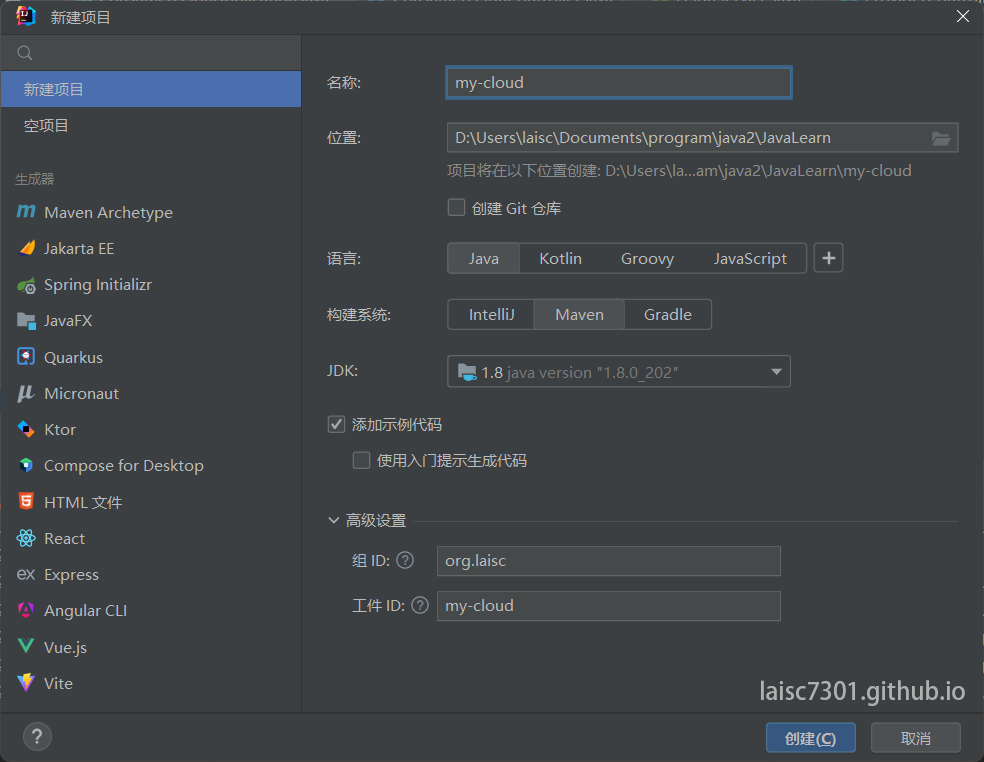 新建项目
新建项目
空项目
生成器
Maven Archetype
Jakarta EE
Spring Initializr
JavaFX
Quarkus
Micronaut
Ktor
Compose for Desktop
HTML 文件
React
Express
Angular CLI
Vue.js
Vite
名称: my-cloud
位置: D:\Users\laisc\Documents\program\java2\JavaLearn
项目将在以下位置创建: D:\Users\la...am\java2\JavaLearn\my-cloud
创建 Git 仓库
语言: Java Kotlin Groovy JavaScript +
构建系统: IntelliJ Maven Gradle
JDK: 1.8 java version "1.8.0_202"
添加示例代码
使用入门提示生成代码
高级设置
组 ID: ? org.laisc
工件 ID: ? my-cloud
laisc7301.github.io
? 创建(C) 取消